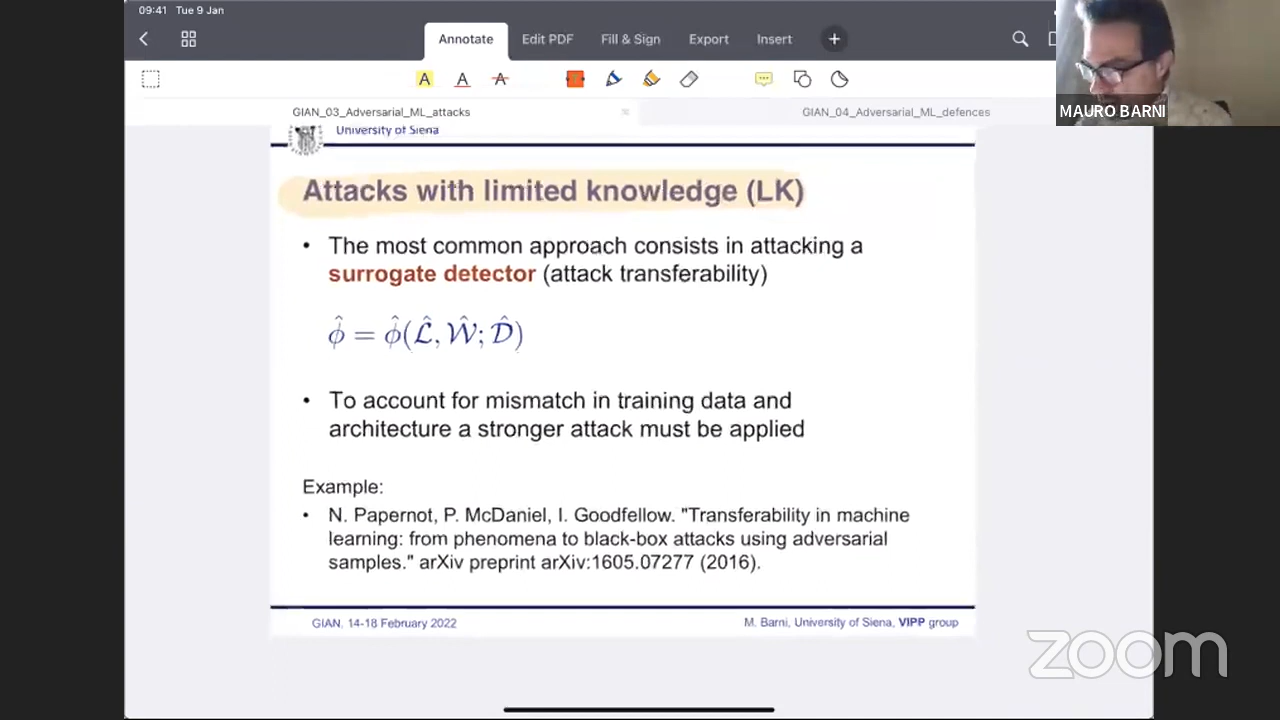 09:41 Tue 9 Jan
Annotate Edit PDF Fill & Sign Export Insert
A A A
MAURO BARNI
GIAN_03_Adversarial_ML_attacks GIAN_04_Adversarial_ML_defences
University of Siena
Attacks with limited knowledge (LK)
• The most common approach consists in attacking a
surrogate detector (attack transferability)
ϕ̂ = ϕ̂(ℒ̂, 𝒲̂; 𝒟̂)
• To account for mismatch in training data and
architecture a stronger attack must be applied
Example:
• N. Papernot, P. McDaniel, I. Goodfellow. "Transferability in machine
learning: from phenomena to black-box attacks using adversarial
samples." arXiv preprint arXiv:1605.07277 (2016).
GIAN. 14-18 February 2022 M. Barni, University of Siena, VIPP group
zoom